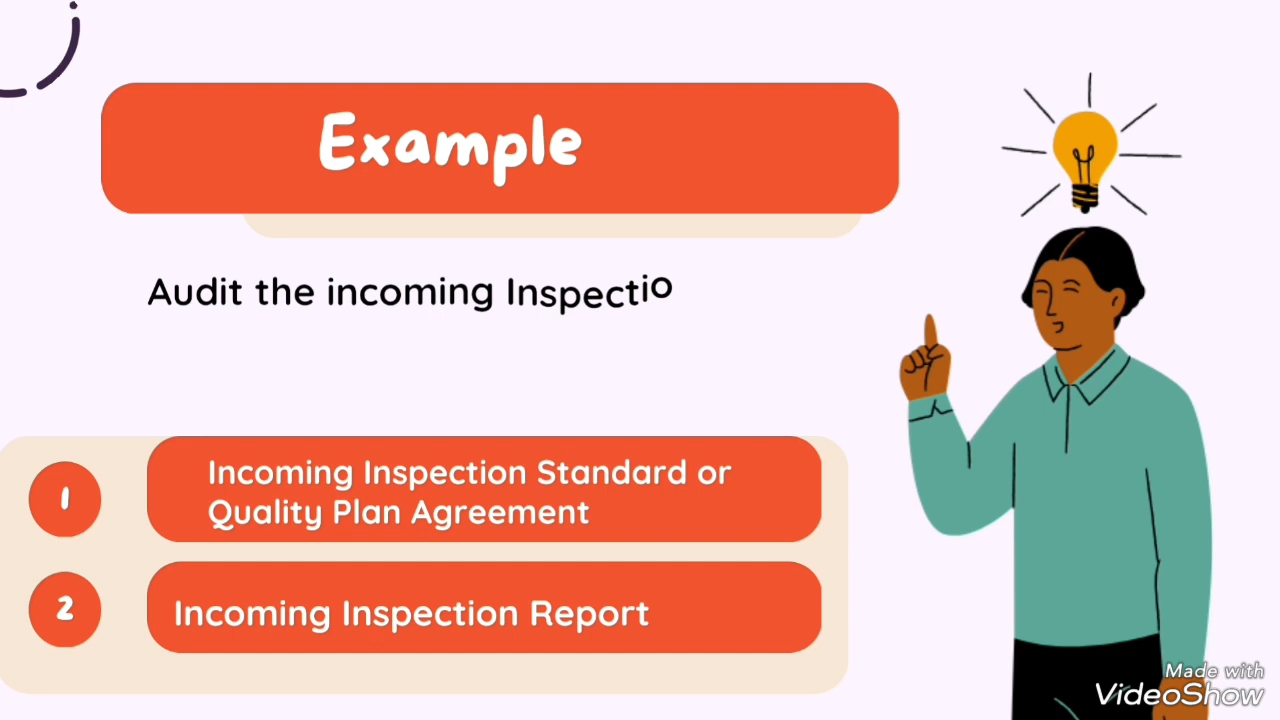 Example
Audit the incoming Inspectio
1
Incoming Inspection Standard or
Quality Plan Agreement
2
Incoming Inspection Report
Made with
VideoShow